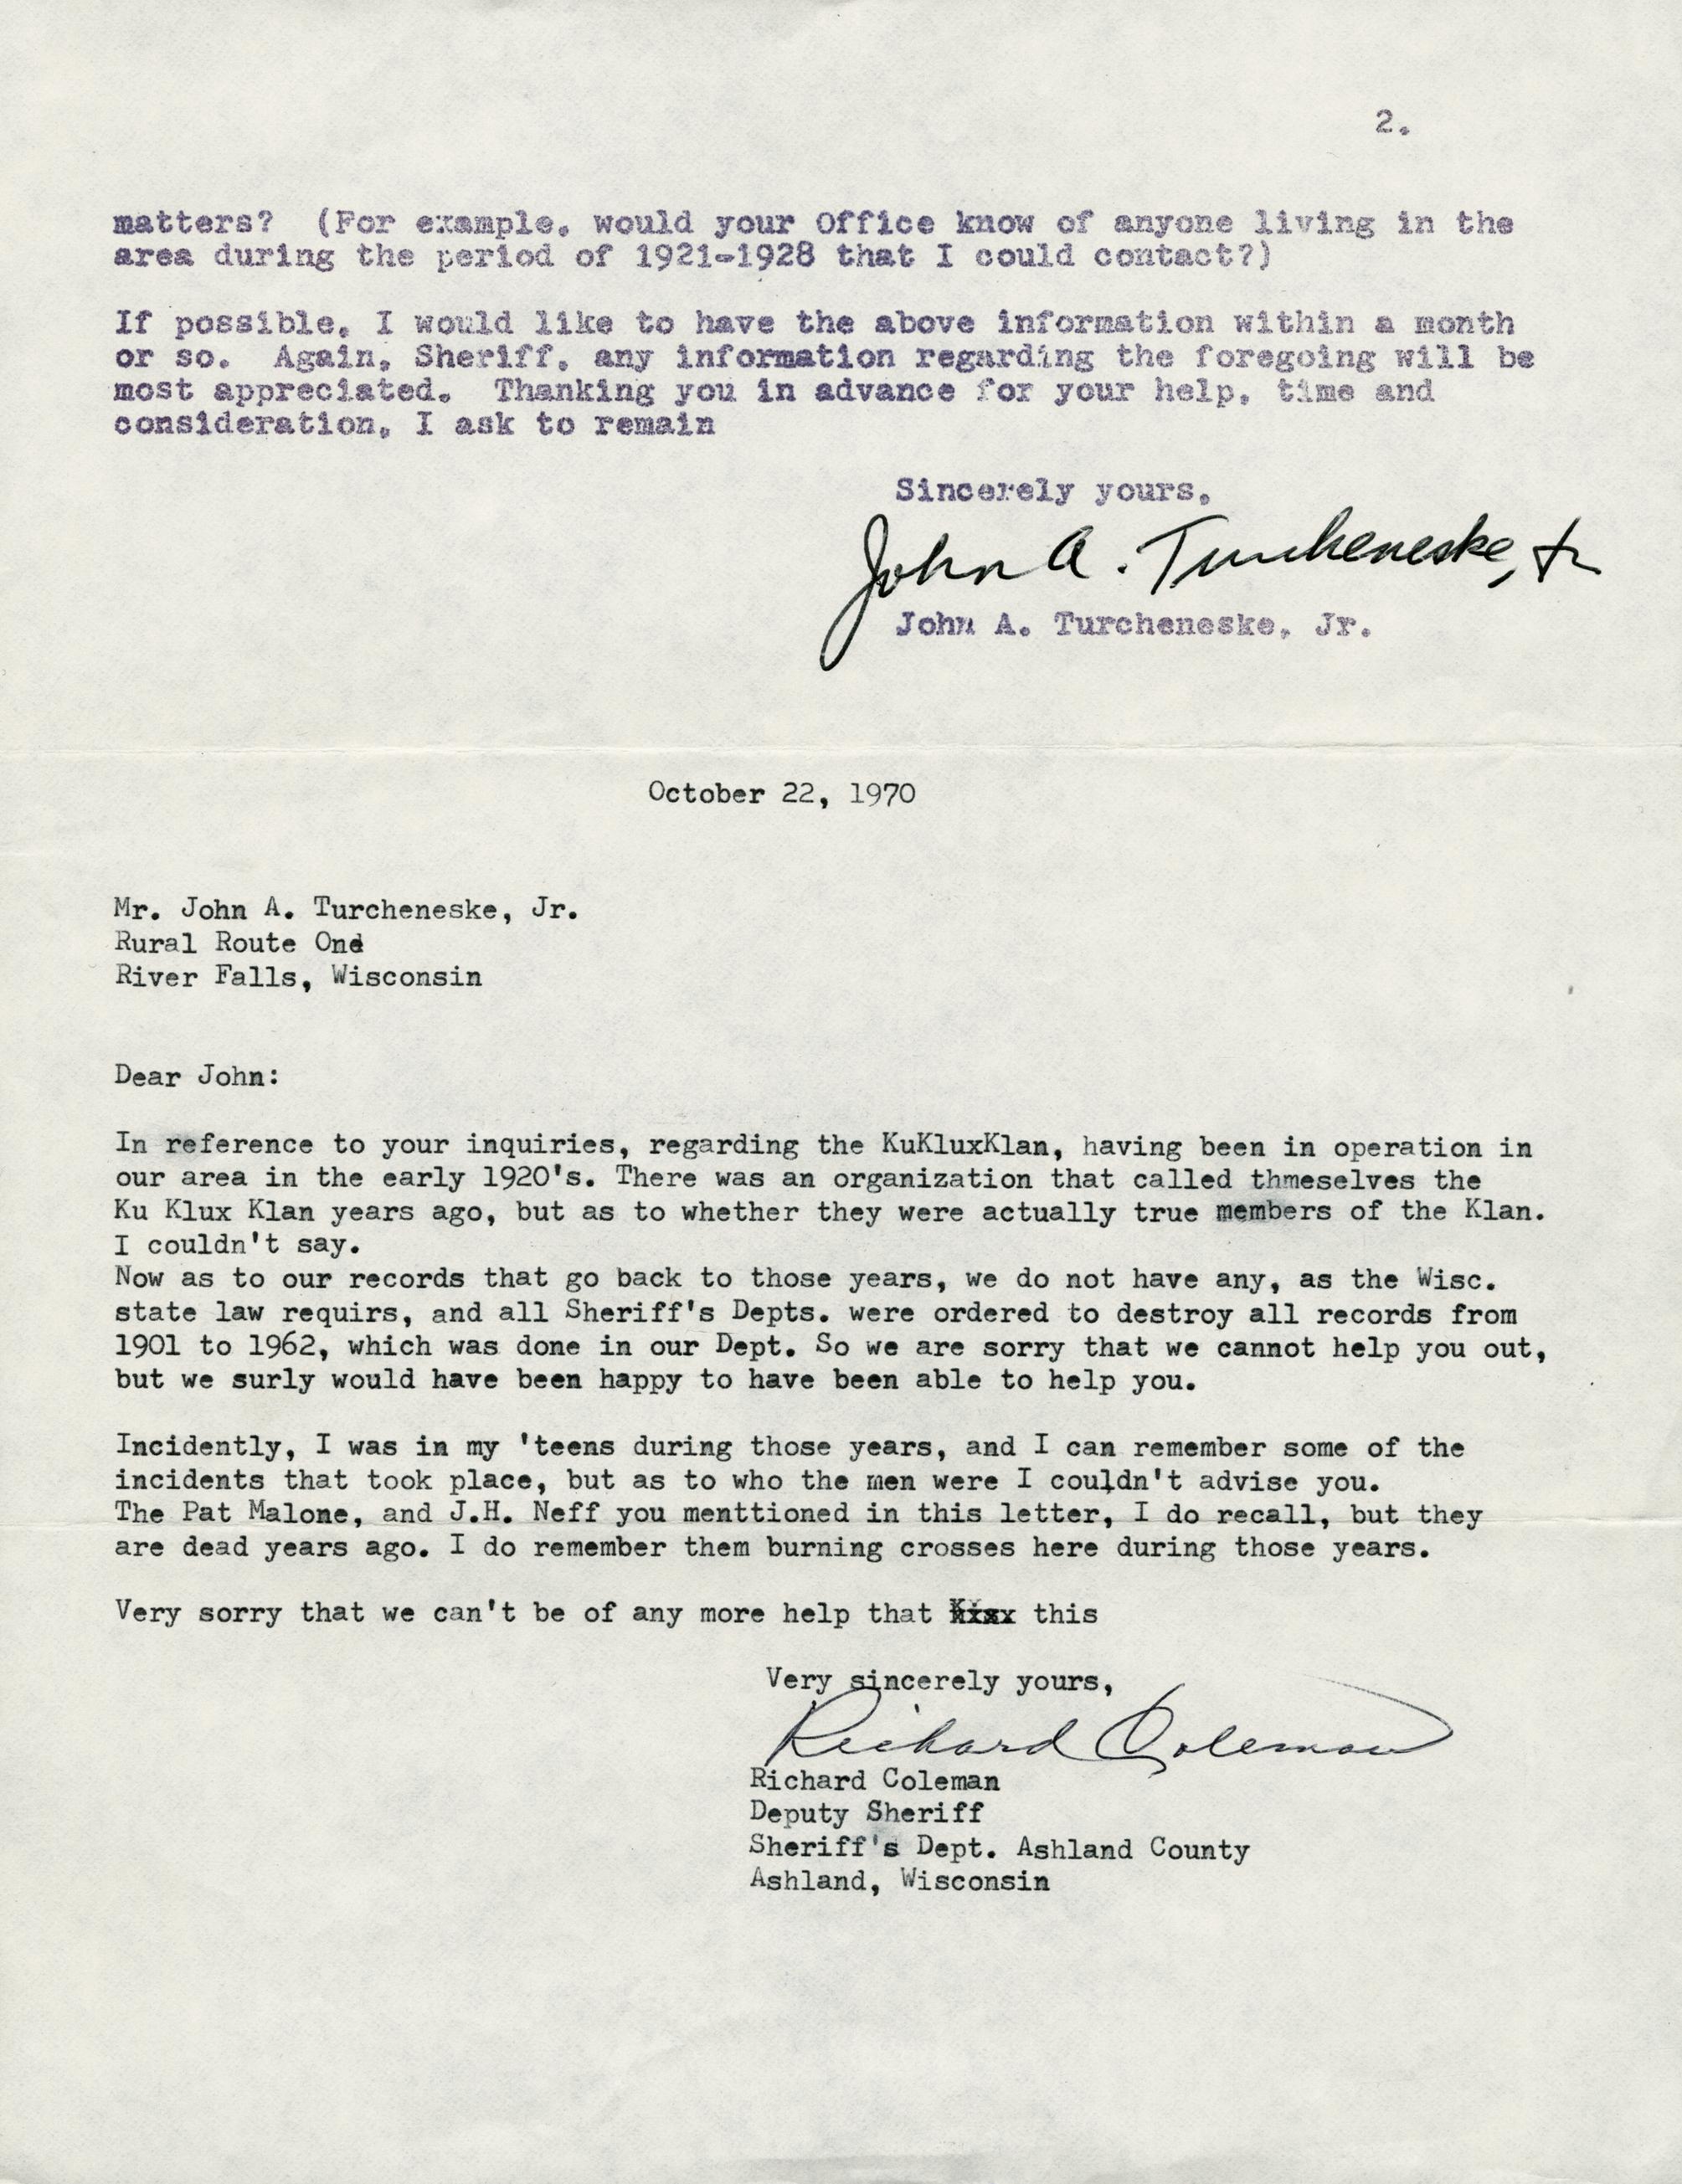 2.
matters?  (For example, would your Office know of anyone living in the
area during the period of 1921-1928 that I could contact?)
If possible, I would like to have the above information within a month
or so.  Again, Sheriff, any information regarding the foregoing will be
most appreciated.  Thanking you in advance for your help, time and
consideration, I ask to remain
Sincerely yours,
John A. Turcheneske, Jr
John A. Turcheneske, Jr.
October 22, 1970
Mr. John A. Turcheneske, Jr.
Rural Route One
River Falls, Wisconsin
Dear John:
In reference to your inquiries, regarding the KuKluxKlan, having been in operation in
our area in the early 1920's. There was an organization that called thmeselves the
Ku Klux Klan years ago, but as to whether they were actually true members of the Klan.
I couldn't say.
Now as to our records that go back to those years, we do not have any, as the Wisc.
state law requirs, and all Sheriff's Depts. were ordered to destroy all records from
1901 to 1962, which was done in our Dept. So we are sorry that we cannot help you out,
but we surly would have been happy to have been able to help you.
Incidently, I was in my 'teens during those years, and I can remember some of the
incidents that took place, but as to who the men were I couldn't advise you.
The Pat Malone, and J.H. Neff you menttioned in this letter, I do recall, but they
are dead years ago. I do remember them burning crosses here during those years.
Very sorry that we can't be of any more help that this
Very sincerely yours,
Richard Coleman
Richard Coleman
Deputy Sheriff
Sheriff's Dept. Ashland County
Ashland, Wisconsin